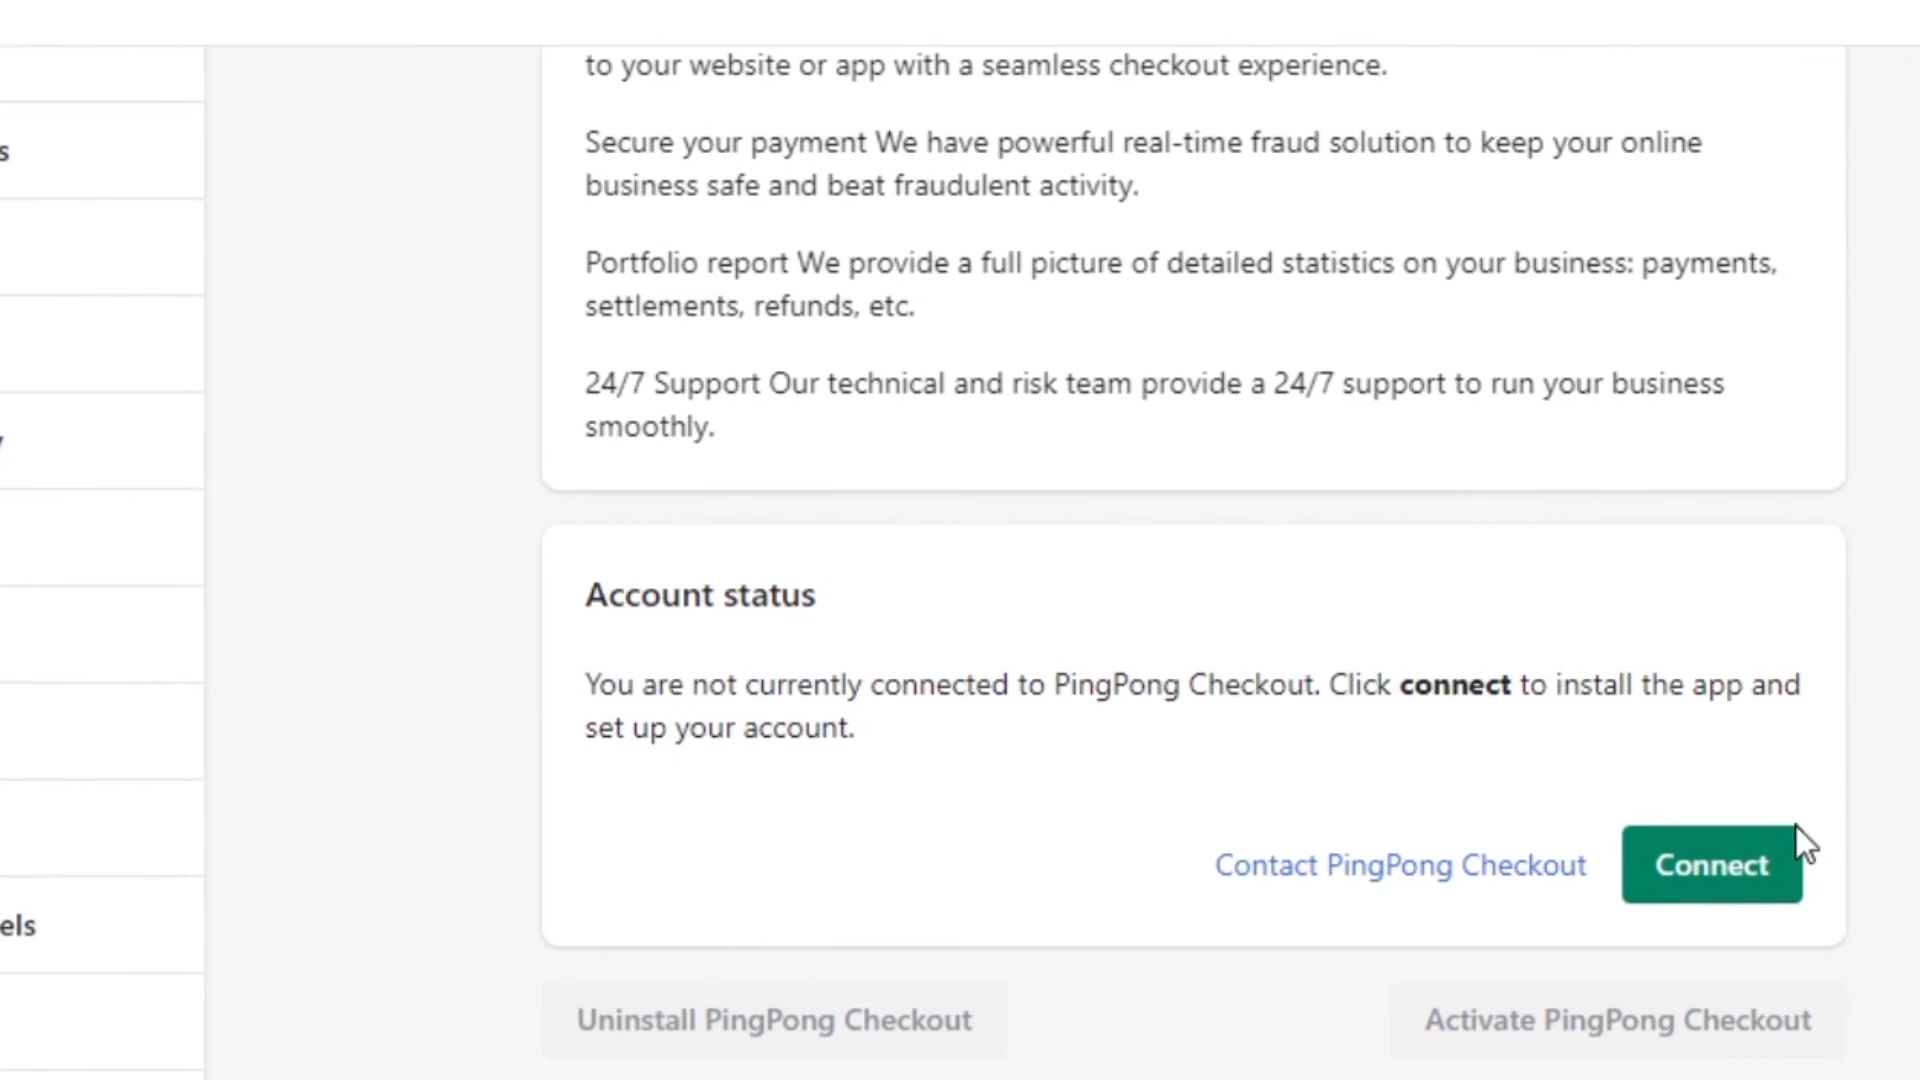 to your website or app with a seamless checkout experience.
s
Secure your payment We have powerful real-time fraud solution to keep your online
business safe and beat fraudulent activity.
Portfolio report We provide a full picture of detailed statistics on your business: payments,
settlements, refunds, etc.
24/7 Support Our technical and risk team provide a 24/7 support to run your business
smoothly.
Account status
You are not currently connected to PingPong Checkout. Click connect to install the app and
set up your account.
Contact PingPong Checkout
Connect
els
Uninstall PingPong Checkout
Activate PingPong Checkout